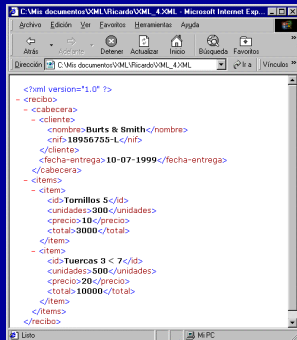 C:\Mis documentos\XML\Ricardo\XML_4.XML - Microsoft Internet Exp...
Archivo Edición Ver Favoritos Herramientas Ayuda
Atrás Adelante Detener Actualizar Inicio Búsqueda Favoritos »
Dirección C:\Mis documentos\XML\Ricardo\XML_4.XML Ir a Vínculos »
<?xml version="1.0" ?>
- <recibo>
- <cabecera>
- <cliente>
<nombre>Burts & Smith</nombre>
<nif>18956755-L</nif>
</cliente>
<fecha-entrega>10-07-1999</fecha-entrega>
</cabecera>
- <items>
- <item>
<id>Tornillos 5</id>
<unidades>300</unidades>
<precio>10</precio>
<total>3000</total>
</item>
- <item>
<id>Tuercas 3 < 7</id>
<unidades>500</unidades>
<precio>20</precio>
<total>10000</total>
</item>
</items>
</recibo>
Listo Mi PC